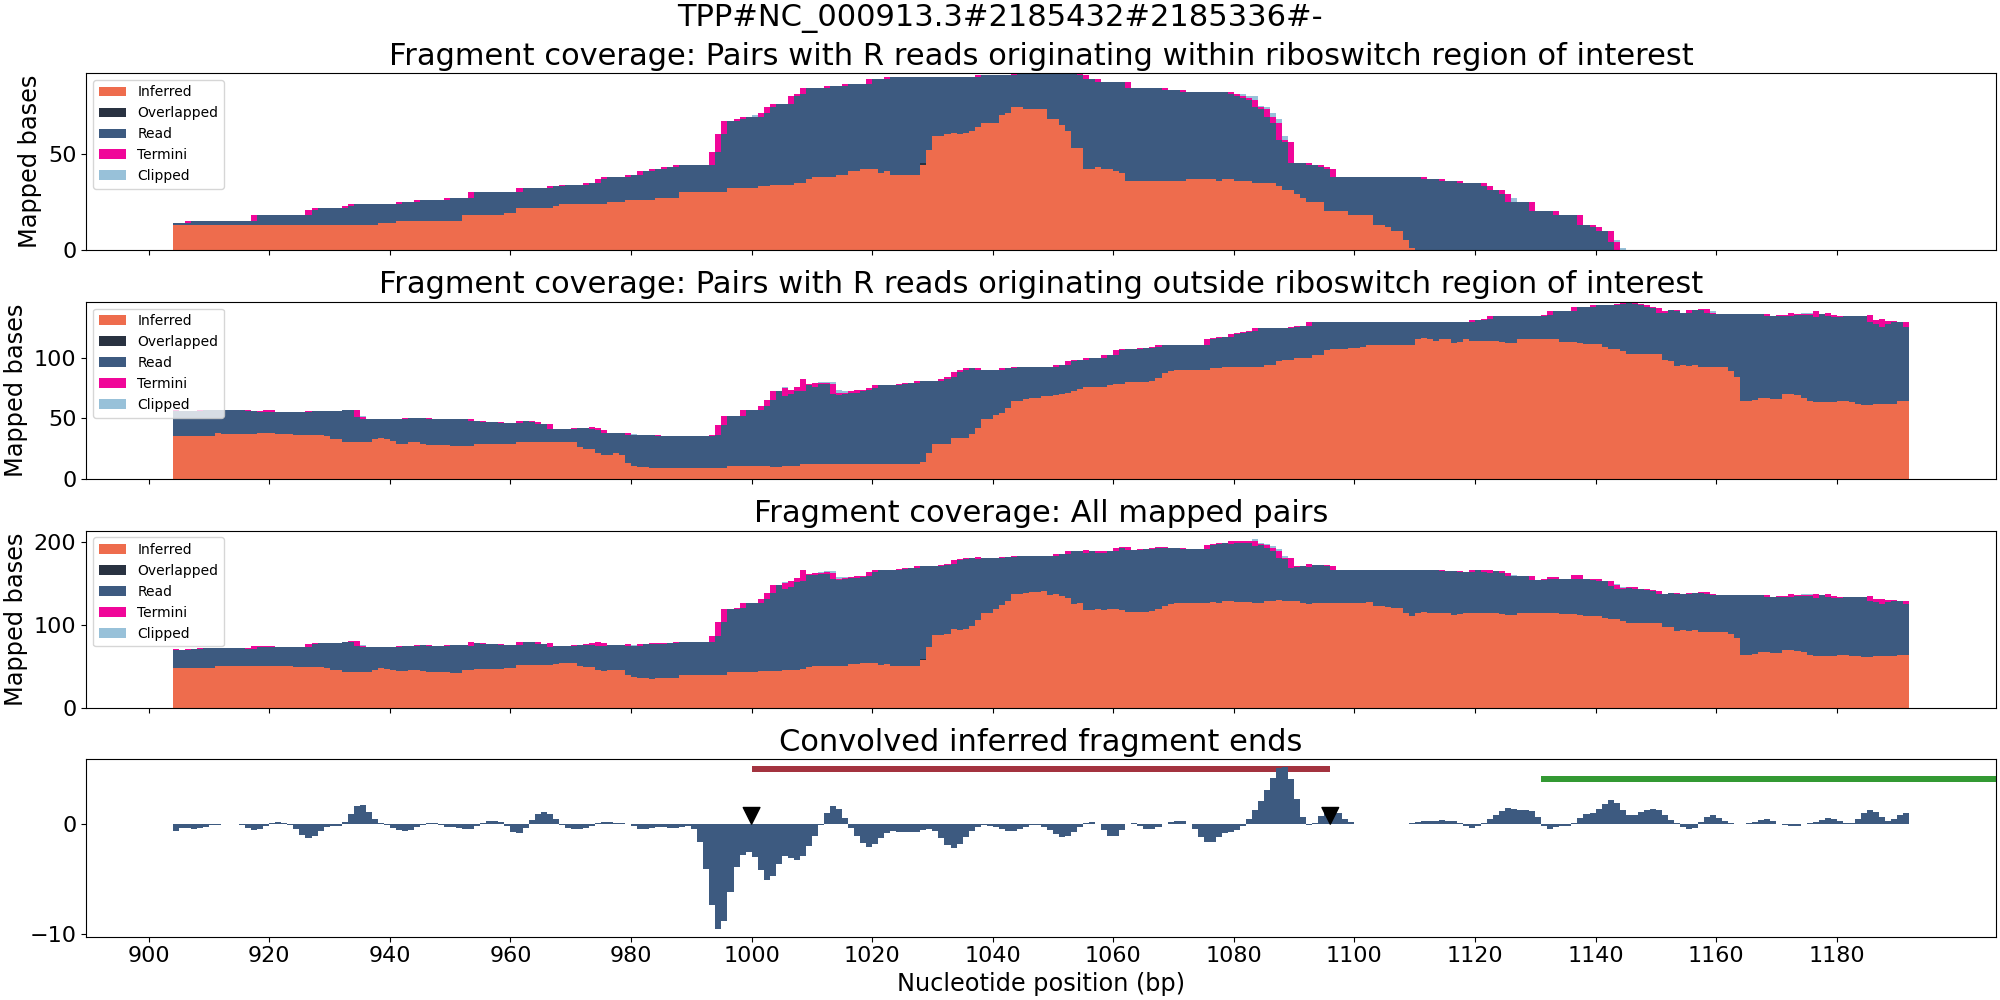 TPP#NC_000913.3#2185432#2185336#-
Fragment coverage: Pairs with R reads originating within riboswitch region of interest
Mapped bases
50
0
Inferred
Overlapped
Read
Termini
Clipped
Fragment coverage: Pairs with R reads originating outside riboswitch region of interest
Mapped bases
100
50
0
Inferred
Overlapped
Read
Termini
Clipped
Fragment coverage: All mapped pairs
Mapped bases
200
100
0
Inferred
Overlapped
Read
Termini
Clipped
Convolved inferred fragment ends
0
−10
900 920 940 960 980 1000 1020 1040 1060 1080 1100 1120 1140 1160 1180
Nucleotide position (bp)